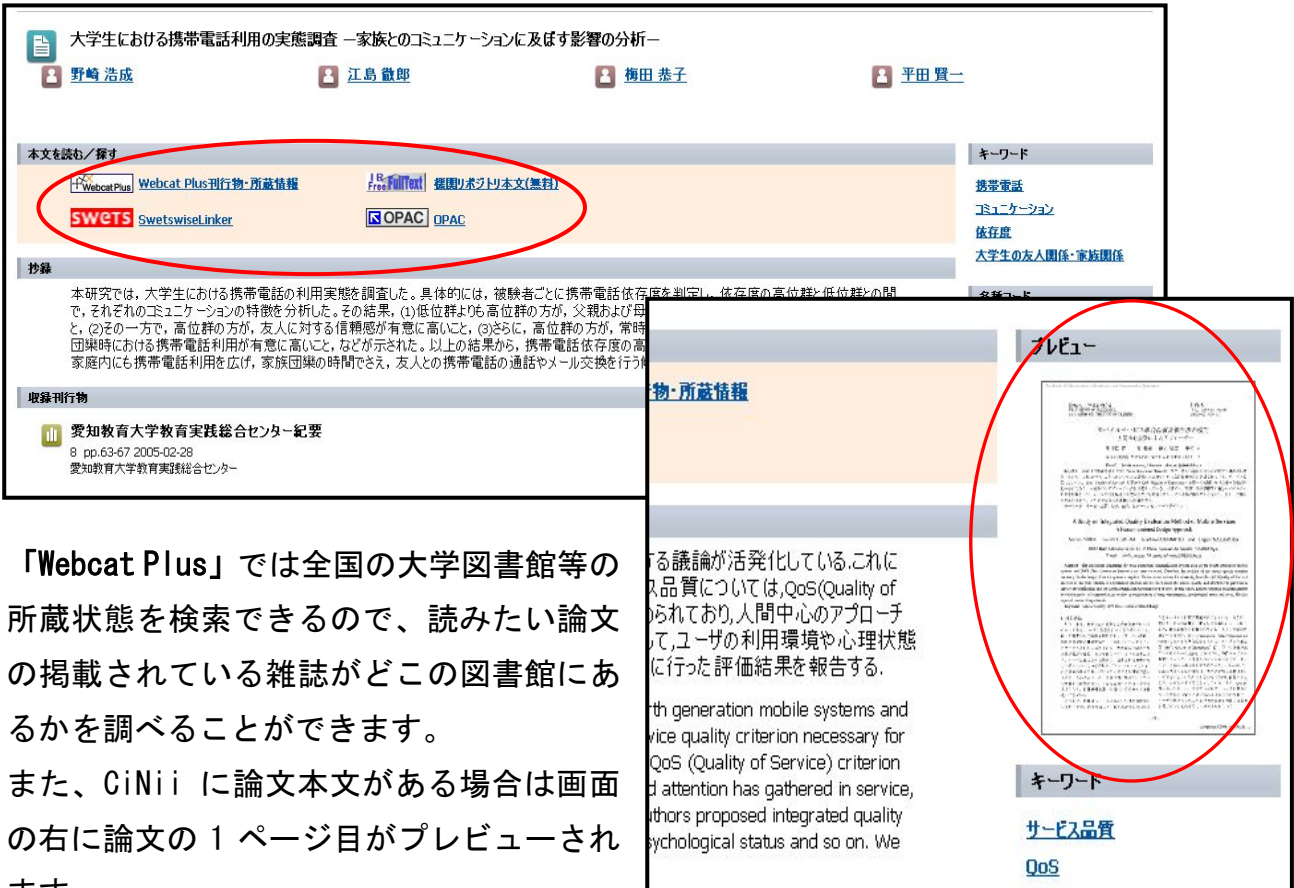 大学生における携帯電話利用の実態調査 ―家族とのコミュニケーションに及ぼす影響の分析―
野崎 浩成
江島 徹郎
梅田 恭子
平田 賢一
本文を読む／探す
Webcat Plus Webcat Plus刊行物・所蔵情報
IR Free FullText 機関リポジトリ本文(無料)
SWETS SwetswiseLinker
OPAC OPAC
キーワード
携帯電話
コミュニケーション
依存度
大学生の友人関係・家族関係
各種コード
抄録
本研究では，大学生における携帯電話の利用実態を調査した。具体的には，被験者ごとに携帯電話依存度を判定し，依存度の高位群と低位群との間
で，それぞれのコミュニケーションの特徴を分析した。その結果，(1)低位群よりも高位群の方が，父親および母
と，(2)その一方で，高位群の方が，友人に対する信頼感が有意に高いこと，(3)さらに，高位群の方が，常時
団欒時における携帯電話利用が有意に高いこと，などが示された。以上の結果から，携帯電話依存度の高
家庭内にも携帯電話利用を広げ，家族団欒の時間でさえ，友人との携帯電話の通話やメール交換を行う
収録刊行物
愛知教育大学教育実践総合センター紀要
8 pp.63-67 2005-02-28
愛知教育大学教育実践総合センター
「Webcat Plus」では全国の大学図書館等の
所蔵状態を検索できるので、読みたい論文
の掲載されている雑誌がどこの図書館にあ
るかを調べることができます。
また、CiNii に論文本文がある場合は画面
の右に論文の 1 ページ目がプレビューされ
ます
物・所蔵情報
する議論が活発化している.これに
ス品質については,QoS(Quality of
められており,人間中心のアプローチ
して,ユーザの利用環境や心理状態
に行った評価結果を報告する.
rth generation mobile systems and
vice quality criterion necessary for
QoS (Quality of Service) criterion
d attention has gathered in service,
uthors proposed integrated quality
sychological status and so on. We
プレビュー
A Study on Integrated Quality Evaluation Method of Mobile Services
キーワード
サービス品質
QoS